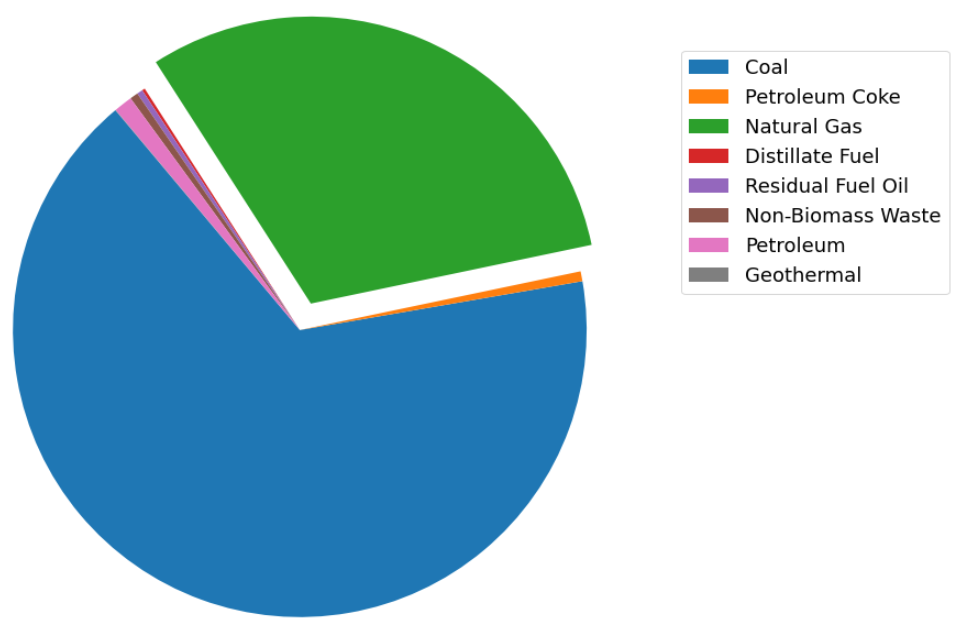 Coal
Petroleum Coke
Natural Gas
Distillate Fuel
Residual Fuel Oil
Non-Biomass Waste
Petroleum
Geothermal